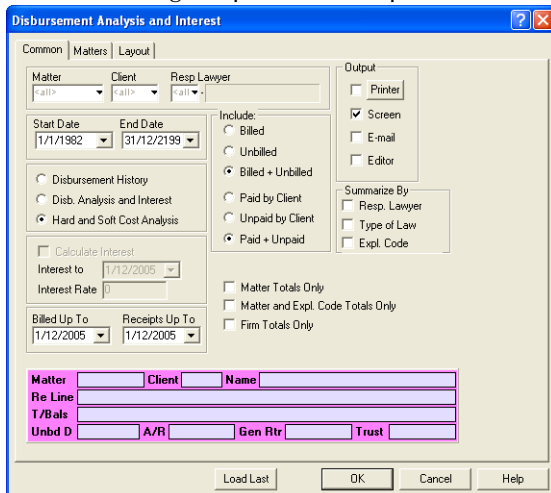 Disbursement Analysis and Interest
Common Matters Layout
Matter Client Resp Lawyer
<all> <all> <all -
Start Date End Date
1/1/1982 31/12/2199
Disbursement History
Disb. Analysis and Interest
Hard and Soft Cost Analysis
Calculate Interest
Interest to 1/12/2005
Interest Rate 0
Billed Up To Receipts Up To
1/12/2005 1/12/2005
Include:
Billed
Unbilled
Billed + Unbilled
Paid by Client
Unpaid by Client
Paid + Unpaid
Output
Printer
Screen
E-mail
Editor
Summarize By
Resp. Lawyer
Type of Law
Expl. Code
Matter Totals Only
Matter and Expl. Code Totals Only
Firm Totals Only
Matter Client Name
Re Line
T/Bals
Unbd D A/R Gen Rtr Trust
Load Last OK Cancel Help